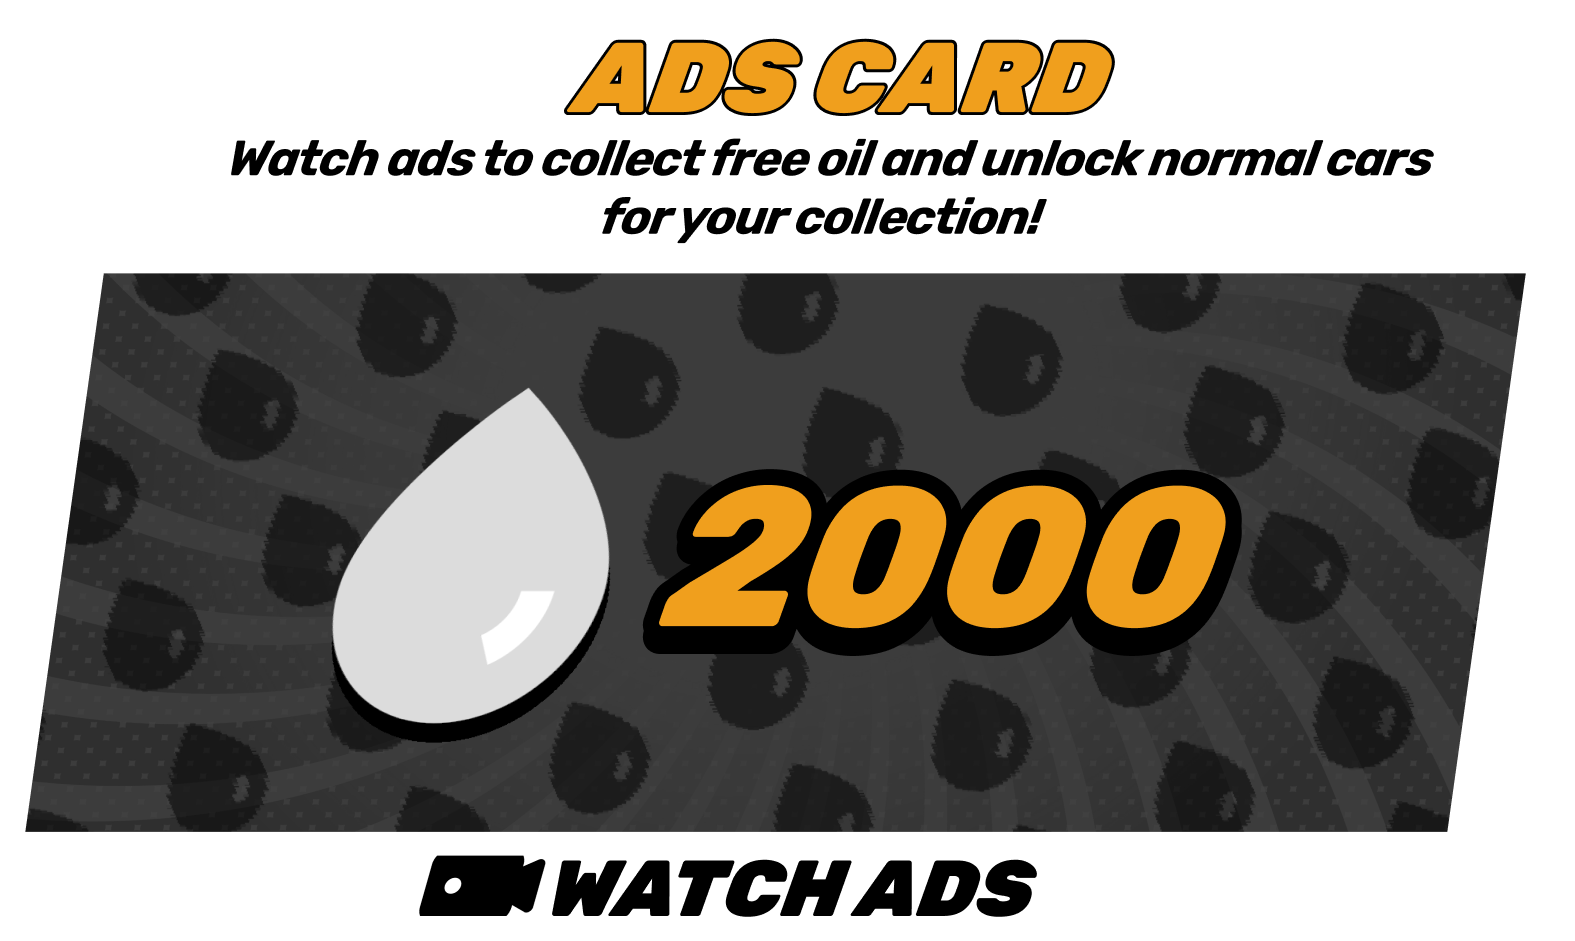 ADS CARD
Watch ads to collect free oil and unlock normal cars
for your collection!
2000
WATCH ADS